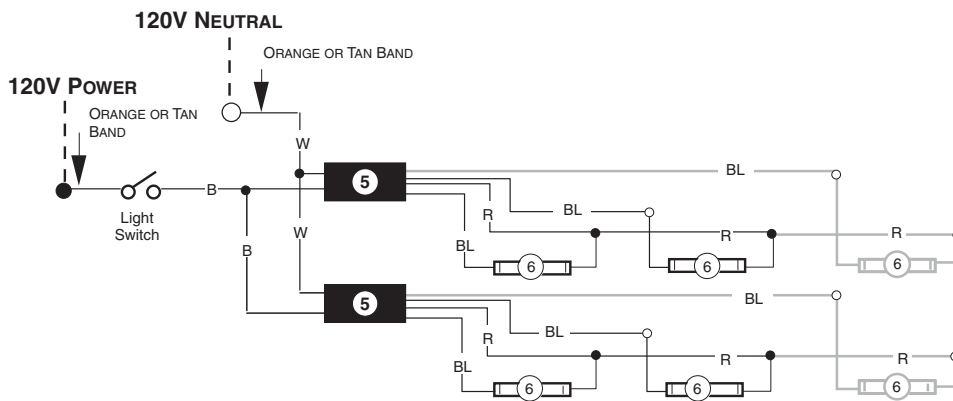 120V NEUTRAL
ORANGE OR TAN BAND
120V POWER
ORANGE OR TAN
BAND
W
B
Light
Switch
5
BL
BL
R
R
R
BL
6
6
6
W
B
5
BL
BL
R
R
R
BL
6
6
6